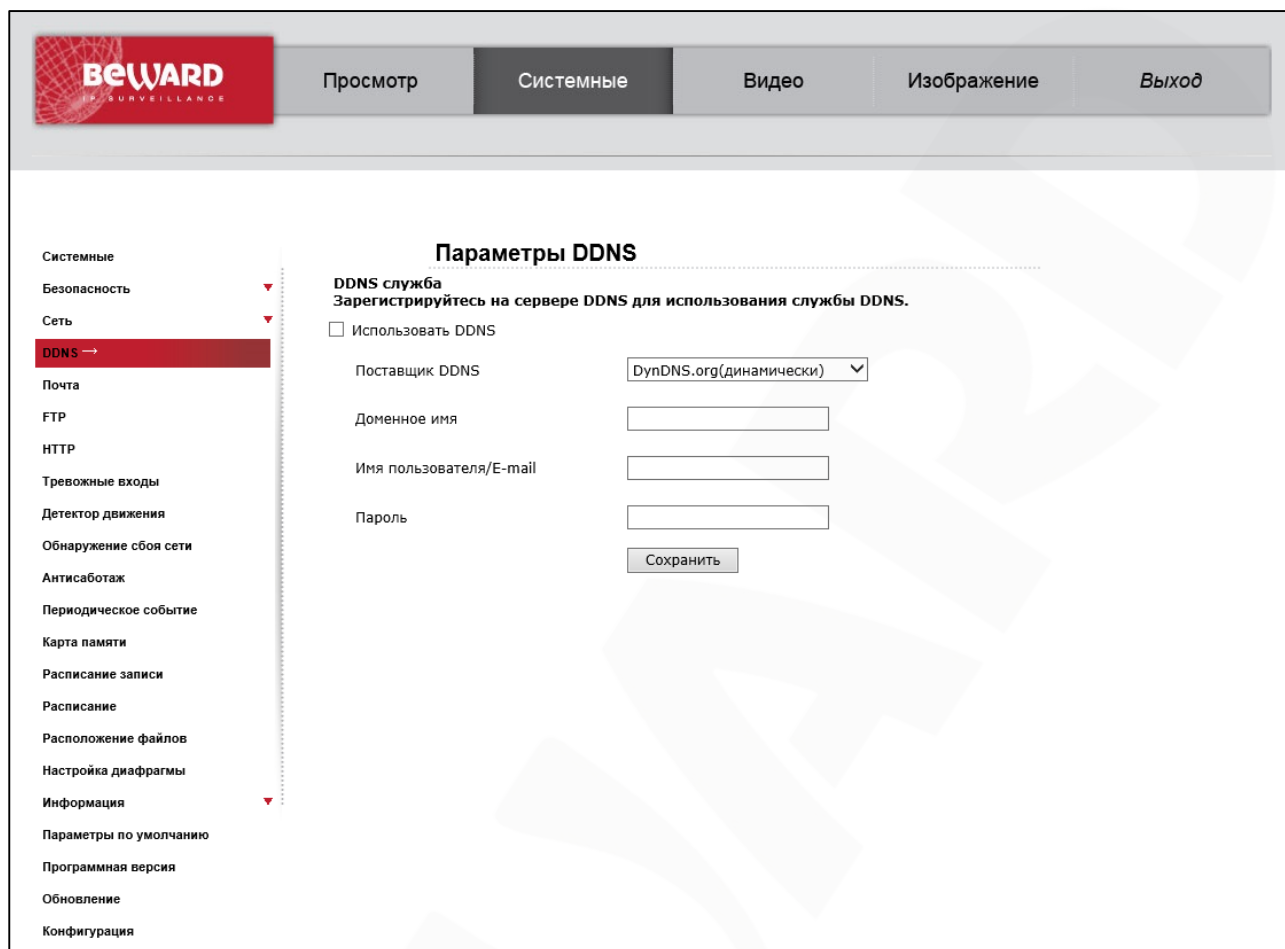 BEWARD
IP SURVEILLANCE
Просмотр
Системные
Видео
Изображение
Выход
Системные
Безопасность
Сеть
DDNS →
Почта
FTP
HTTP
Тревожные входы
Детектор движения
Обнаружение сбоя сети
Антисаботаж
Периодическое событие
Карта памяти
Расписание записи
Расписание
Расположение файлов
Настройка диафрагмы
Информация
Параметры по умолчанию
Программная версия
Обновление
Конфигурация
Параметры DDNS
DDNS служба
Зарегистрируйтесь на сервере DDNS для использования службы DDNS.
Использовать DDNS
Поставщик DDNS
DynDNS.org(динамически)
Доменное имя
Имя пользователя/E-mail
Пароль
Сохранить